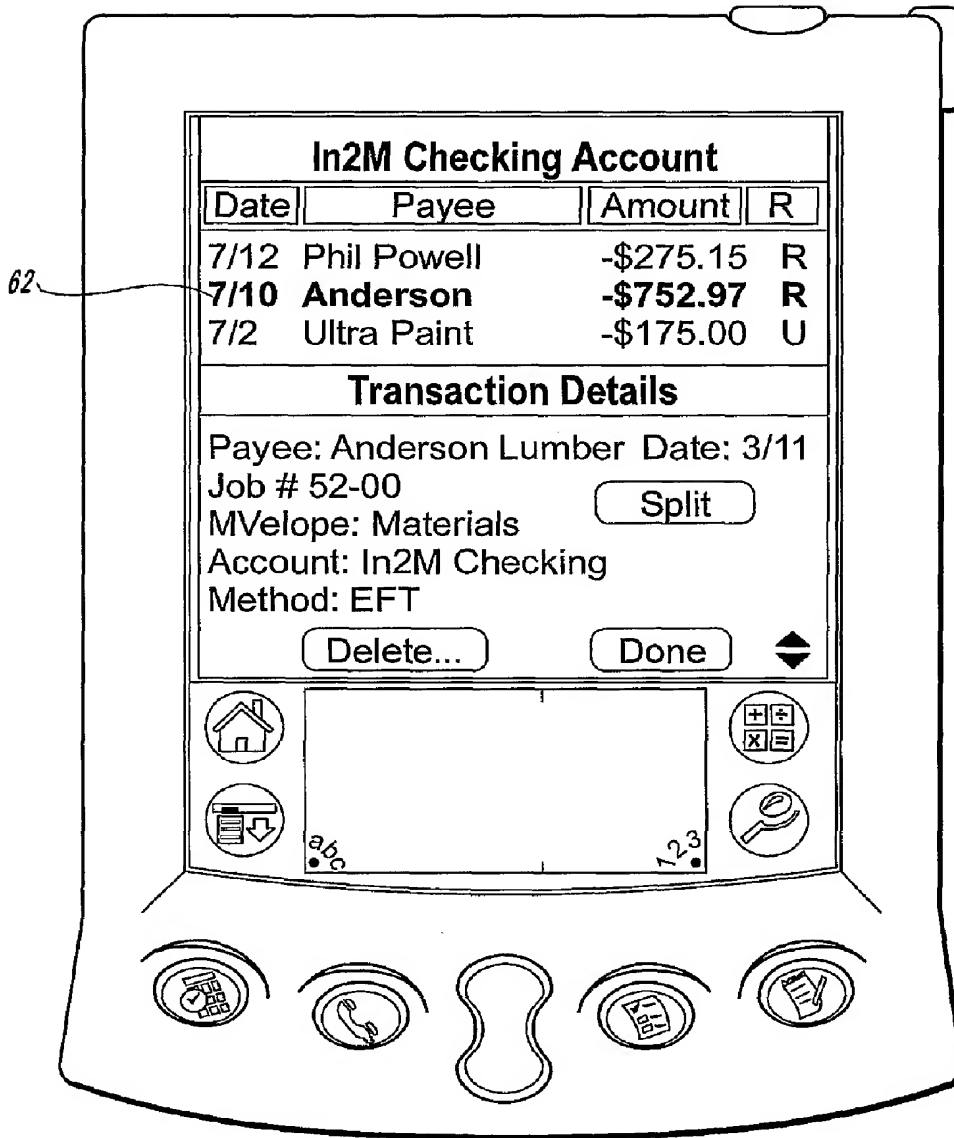 In2M Checking Account
Date Payee Amount R
7/12 Phil Powell -$275.15 R
62 7/10 Anderson -$752.97 R
7/2 Ultra Paint -$175.00 U
Transaction Details
Payee: Anderson Lumber Date: 3/11
Job # 52-00
Split
MVelope: Materials
Account: In2M Checking
Method: EFT
Delete... Done
+ ÷
x =
abc 123